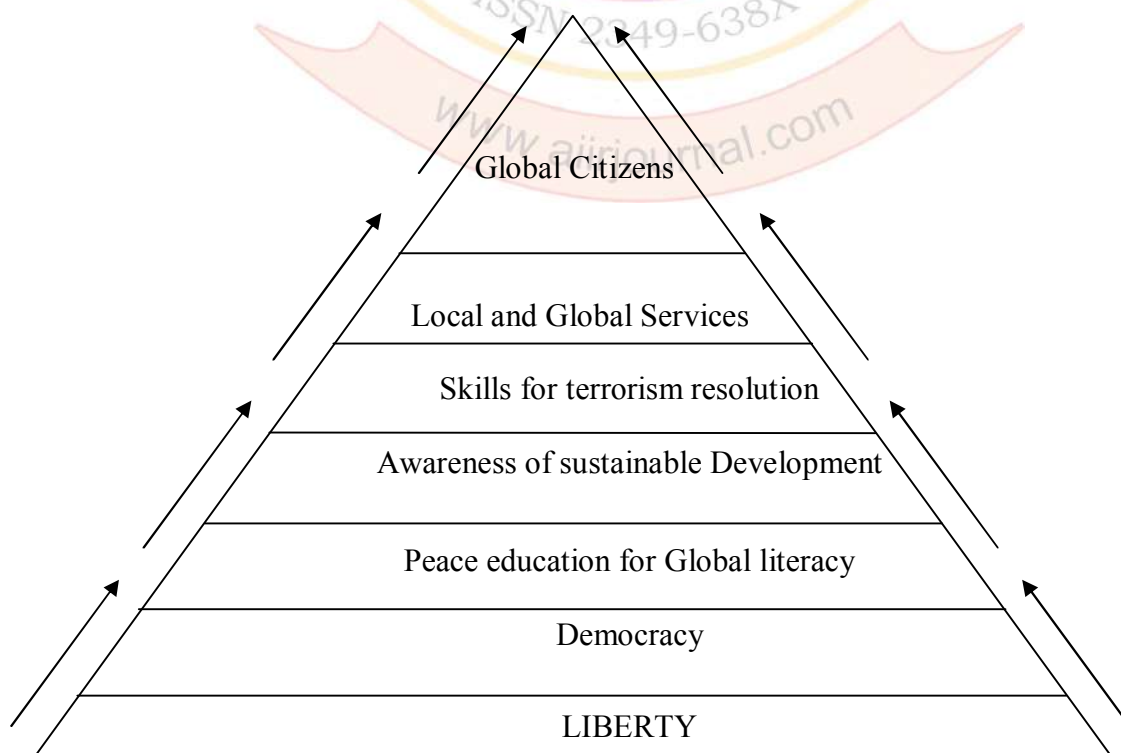 ISSN 2349-638X
www.aiirjournal.com
Global Citizens
Local and Global Services
Skills for terrorism resolution
Awareness of sustainable Development
Peace education for Global literacy
Democracy
LIBERTY